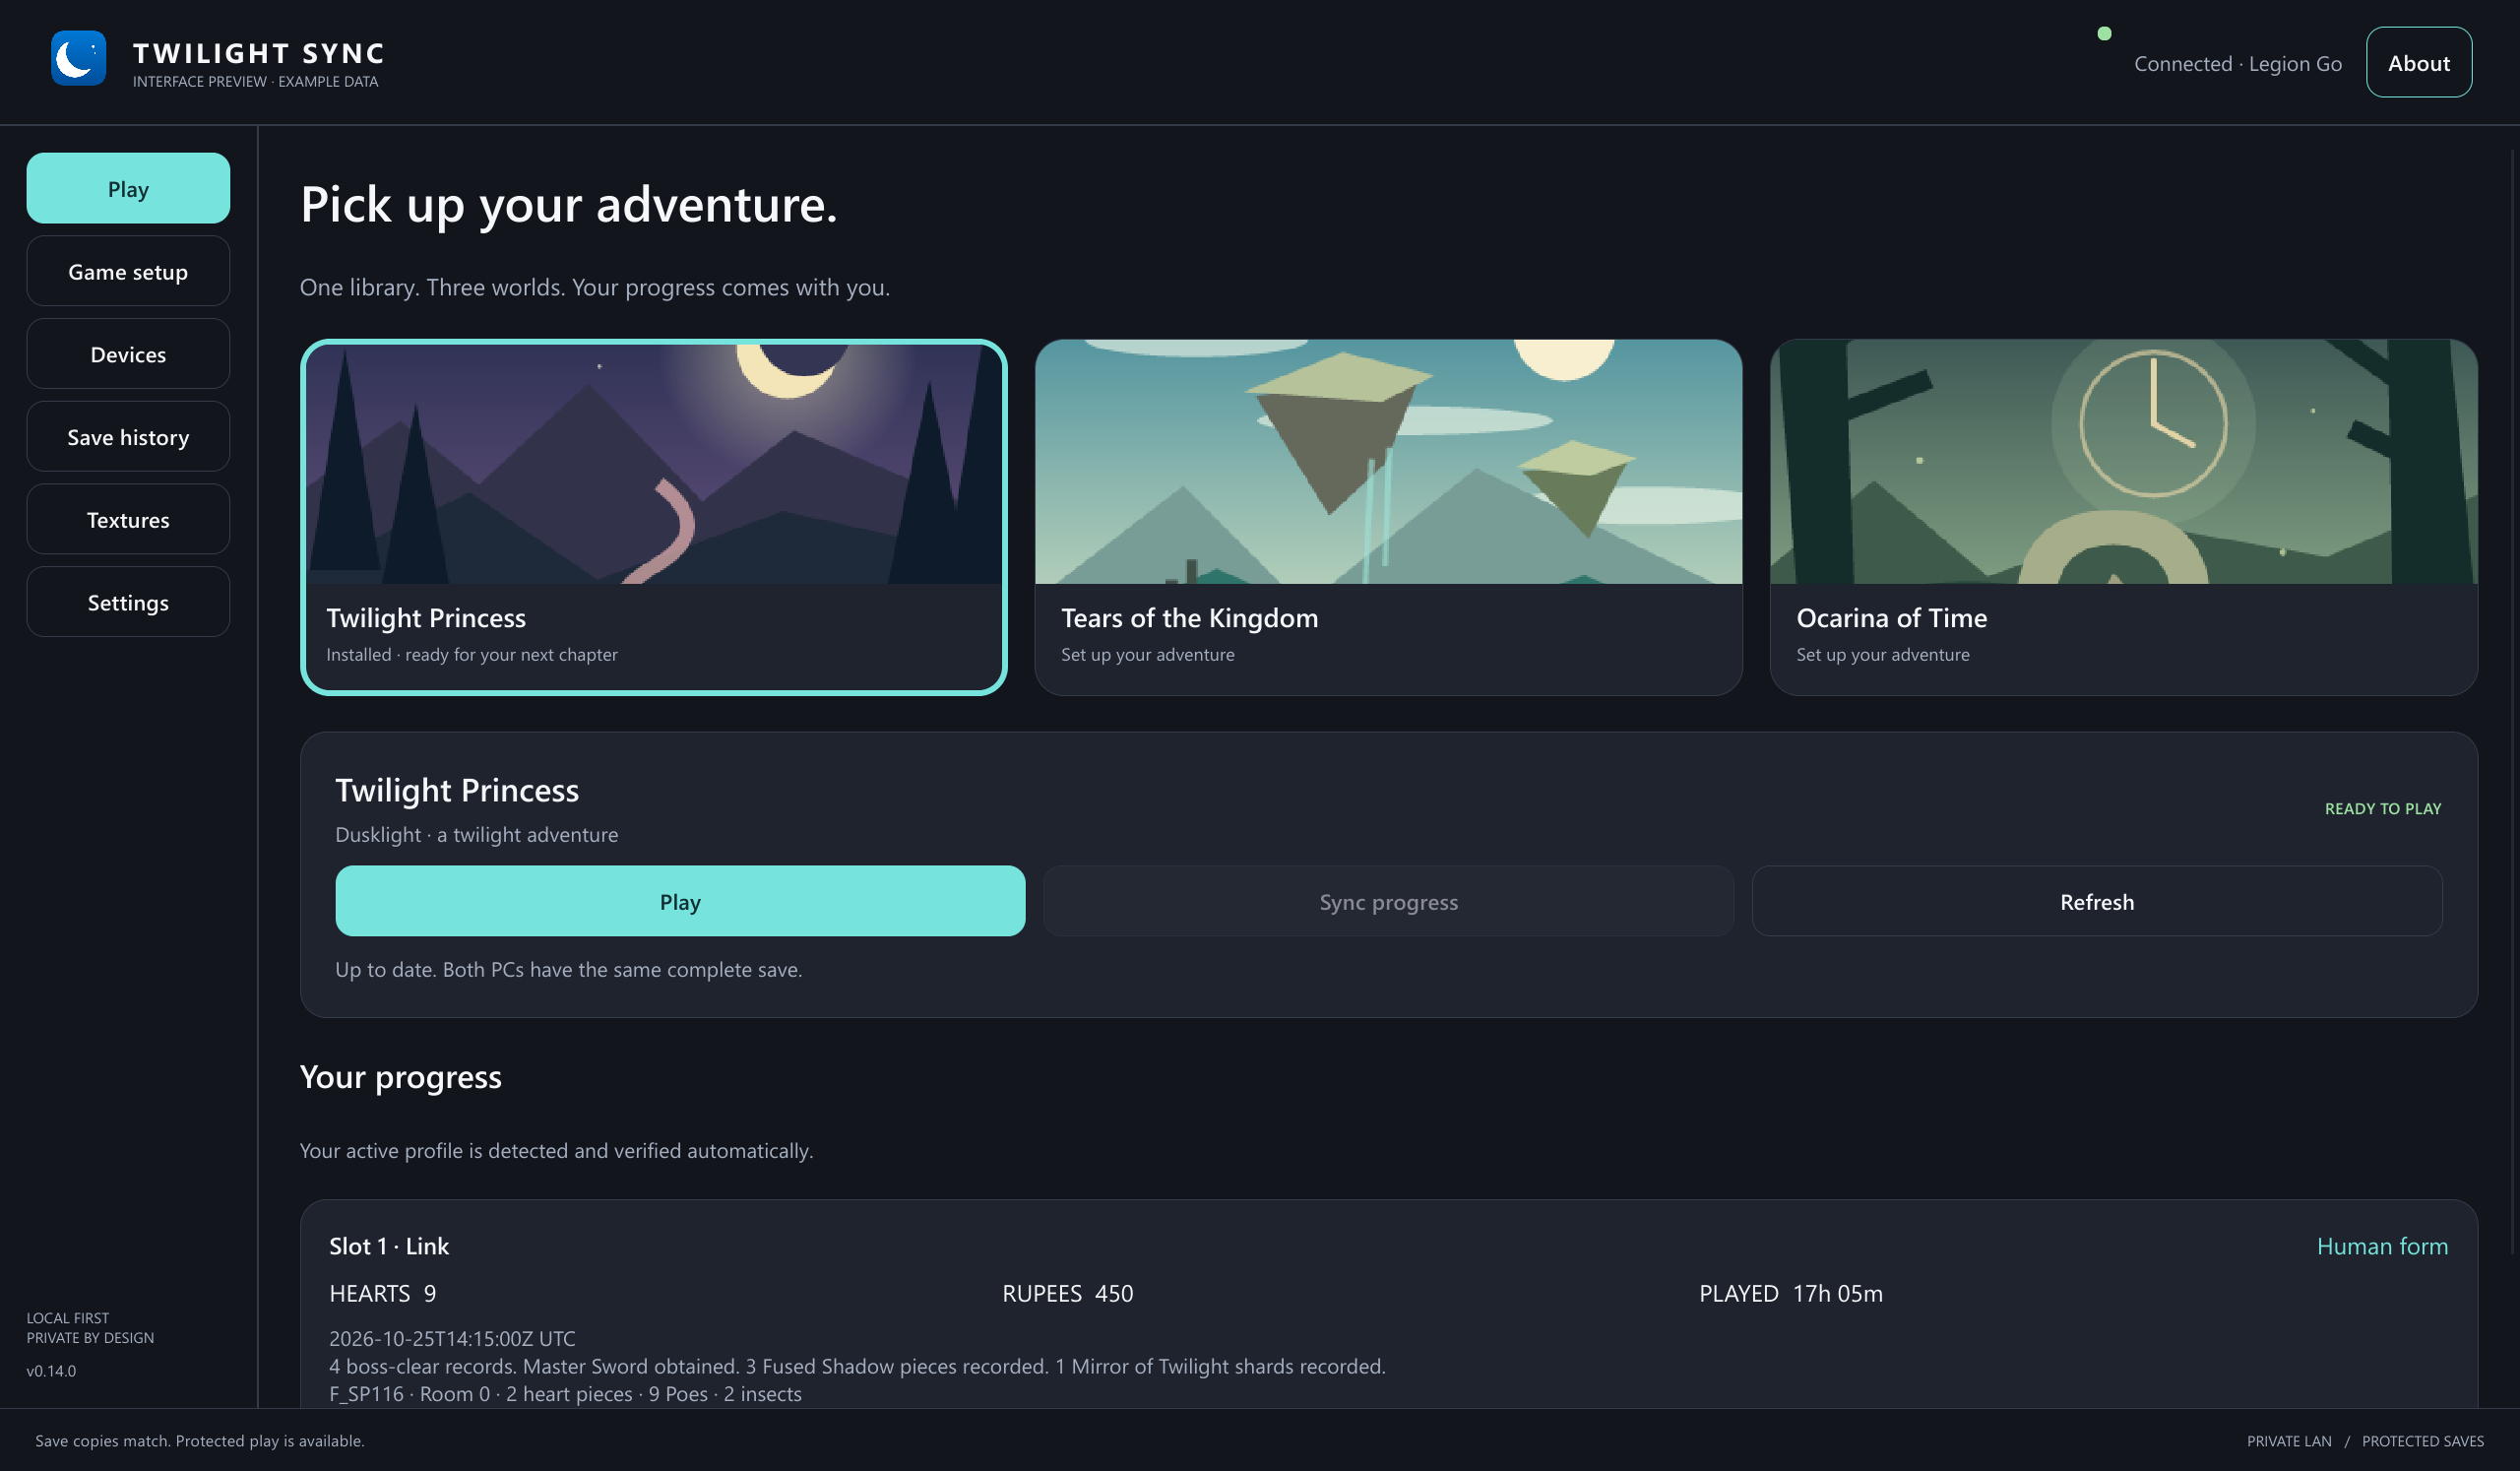 TWILIGHT SYNC
INTERFACE PREVIEW · EXAMPLE DATA
Connected · Legion Go
About
Play
Game setup
Devices
Save history
Textures
Settings
LOCAL FIRST
PRIVATE BY DESIGN
v0.14.0
Pick up your adventure.
One library. Three worlds. Your progress comes with you.
Twilight Princess
Installed · ready for your next chapter
Tears of the Kingdom
Set up your adventure
Ocarina of Time
Set up your adventure
Twilight Princess
Dusklight · a twilight adventure
READY TO PLAY
Play
Sync progress
Refresh
Up to date. Both PCs have the same complete save.
Your progress
Your active profile is detected and verified automatically.
Slot 1 · Link
Human form
HEARTS 9
RUPEES 450
PLAYED 17h 05m
2026-10-25T14:15:00Z UTC
4 boss-clear records. Master Sword obtained. 3 Fused Shadow pieces recorded. 1 Mirror of Twilight shards recorded.
F_SP116 · Room 0 · 2 heart pieces · 9 Poes · 2 insects
Save copies match. Protected play is available.
PRIVATE LAN / PROTECTED SAVES